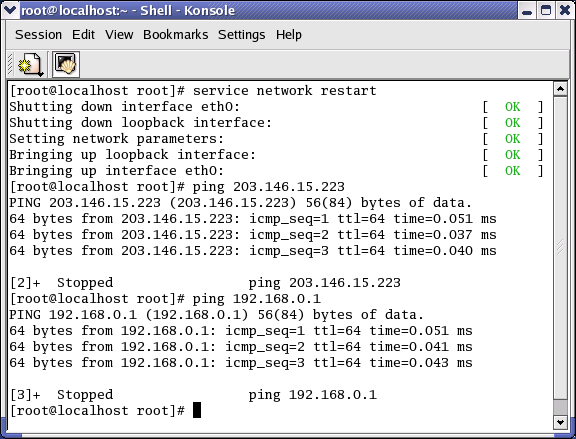 root@localhost:~ - Shell - Konsole
Session Edit View Bookmarks Settings Help
[root@localhost root]# service network restart
Shutting down interface eth0:                              [  OK  ]
Shutting down loopback interface:                          [  OK  ]
Setting network parameters:                                [  OK  ]
Bringing up loopback interface:                            [  OK  ]
Bringing up interface eth0:                                [  OK  ]
[root@localhost root]# ping 203.146.15.223
PING 203.146.15.223 (203.146.15.223) 56(84) bytes of data.
64 bytes from 203.146.15.223: icmp_seq=1 ttl=64 time=0.051 ms
64 bytes from 203.146.15.223: icmp_seq=2 ttl=64 time=0.037 ms
64 bytes from 203.146.15.223: icmp_seq=3 ttl=64 time=0.040 ms
[2]+  Stopped                 ping 203.146.15.223
[root@localhost root]# ping 192.168.0.1
PING 192.168.0.1 (192.168.0.1) 56(84) bytes of data.
64 bytes from 192.168.0.1: icmp_seq=1 ttl=64 time=0.051 ms
64 bytes from 192.168.0.1: icmp_seq=2 ttl=64 time=0.041 ms
64 bytes from 192.168.0.1: icmp_seq=3 ttl=64 time=0.043 ms
[3]+  Stopped                 ping 192.168.0.1
[root@localhost root]#